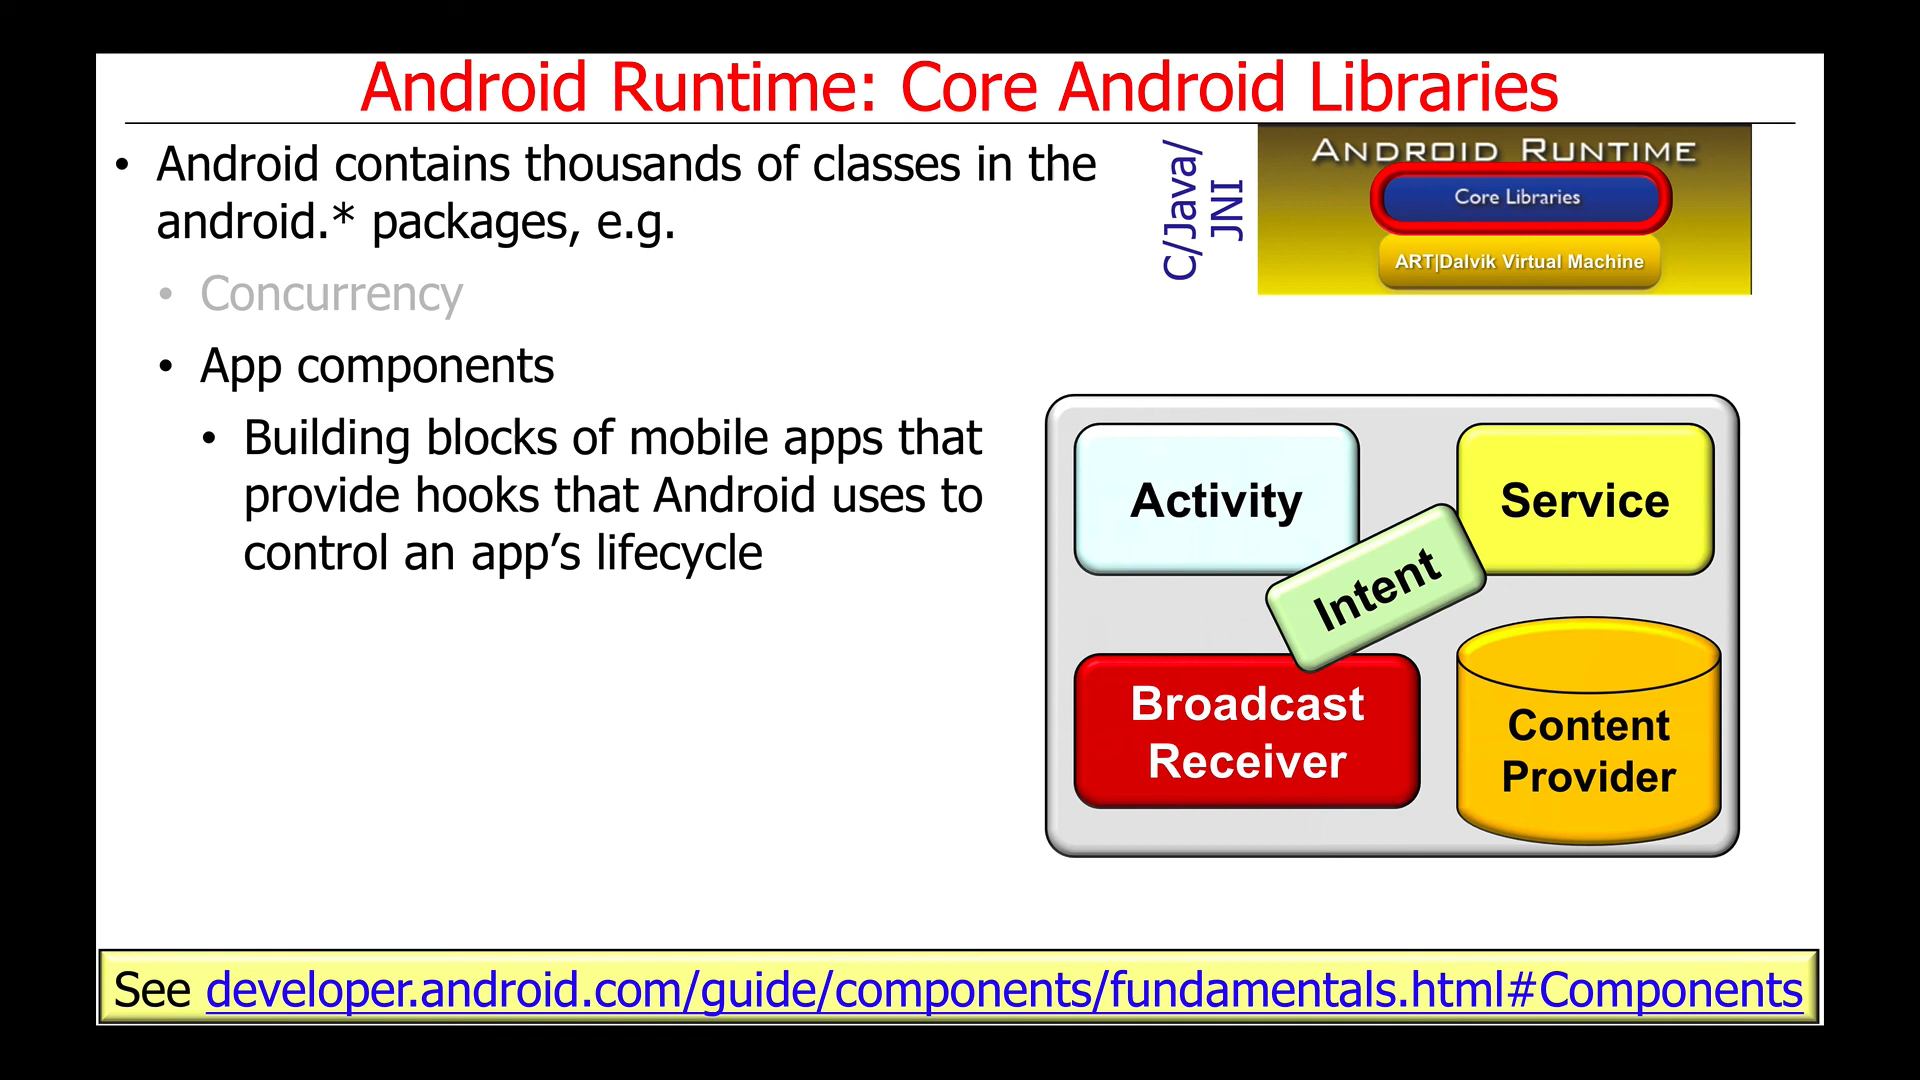 Android Runtime: Core Android Libraries
• Android contains thousands of classes in the
android.* packages, e.g.
• Concurrency
• App components
• Building blocks of mobile apps that
provide hooks that Android uses to
control an app’s lifecycle
C/Java/
JNI
ANDROID RUNTIME
Core Libraries
ART|Dalvik Virtual Machine
Activity
Service
Intent
Broadcast
Receiver
Content
Provider
See developer.android.com/guide/components/fundamentals.html#Components